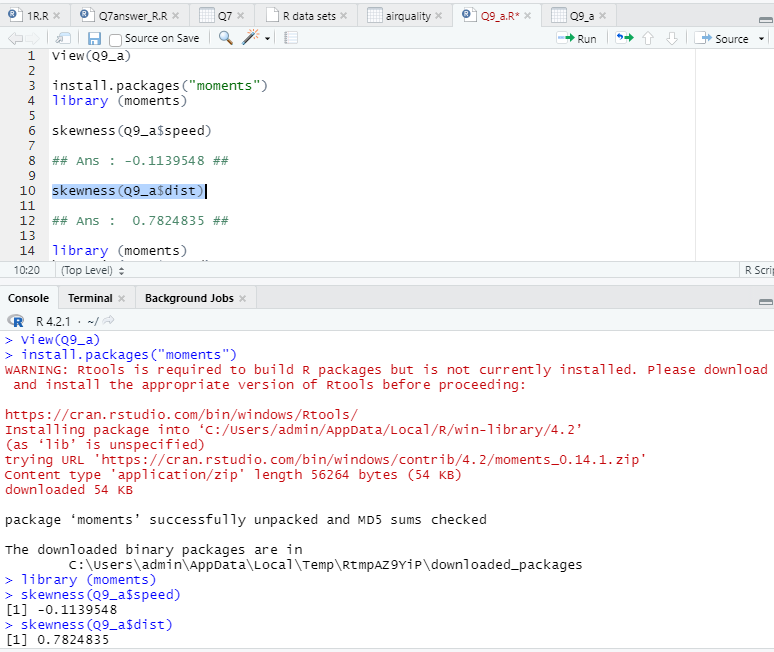 1R.R × Q7answer_R.R × Q7 × R data sets × airquality × Q9_a.R* × Q9_a ×
Source on Save Run Source
1 View(Q9_a)
2
3 install.packages("moments")
4 library (moments)
5
6 skewness(Q9_a$speed)
7
8 ## Ans : -0.1139548 ##
9
10 skewness(Q9_a$dist)
11
12 ## Ans :  0.7824835 ##
13
14 library (moments)
10:20 (Top Level) R Scrip
Console Terminal × Background Jobs ×
R 4.2.1 · ~/
> View(Q9_a)
> install.packages("moments")
WARNING: Rtools is required to build R packages but is not currently installed. Please download
 and install the appropriate version of Rtools before proceeding:

https://cran.rstudio.com/bin/windows/Rtools/
Installing package into ‘C:/Users/admin/AppData/Local/R/win-library/4.2’
(as ‘lib’ is unspecified)
trying URL 'https://cran.rstudio.com/bin/windows/contrib/4.2/moments_0.14.1.zip'
Content type 'application/zip' length 56264 bytes (54 KB)
downloaded 54 KB

package ‘moments’ successfully unpacked and MD5 sums checked

The downloaded binary packages are in
        C:\Users\admin\AppData\Local\Temp\RtmpAZ9YiP\downloaded_packages
> library (moments)
> skewness(Q9_a$speed)
[1] -0.1139548
> skewness(Q9_a$dist)
[1] 0.7824835